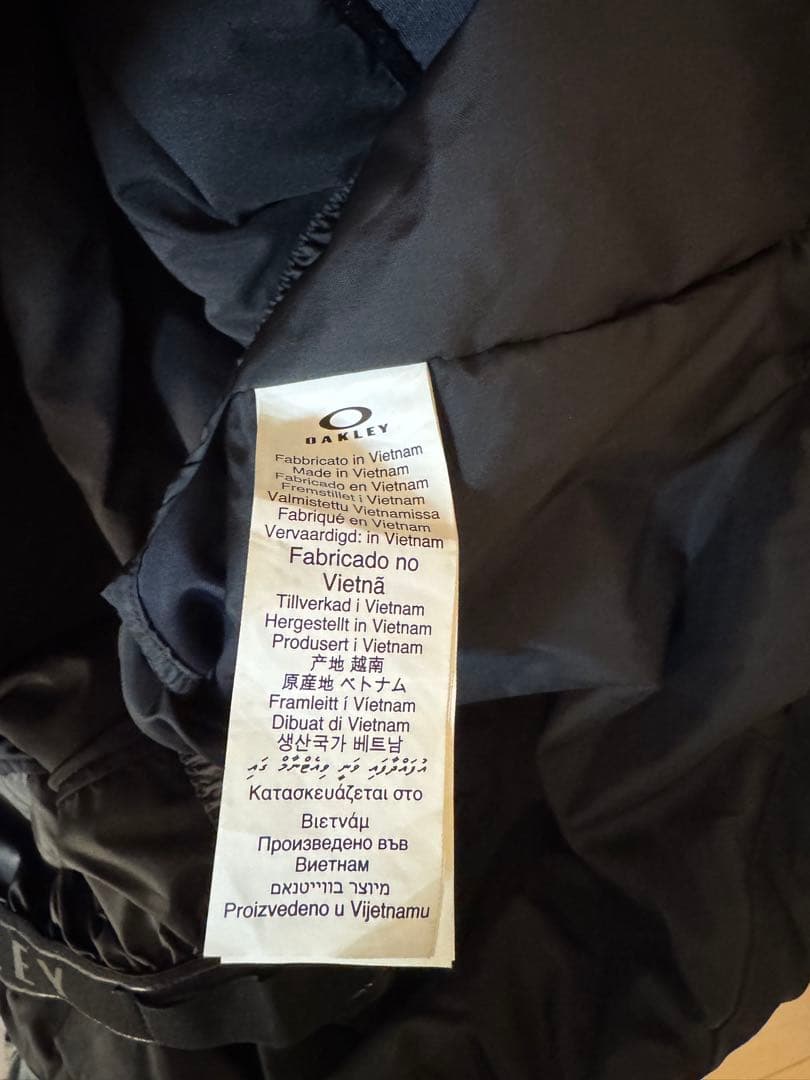 OAKLEY
Fabbricato in Vietnam
Made in Vietnam
Fabricado en Vietnam
Fremstillet i Vietnam
Valmistettu Vietnamissa
Fabriqué en Vietnam
Vervaardigd: in Vietnam
Fabricado no
Vietnã
Tillverkad i Vietnam
Hergestellt in Vietnam
Produsert i Vietnam
产地 越南
原産地 ベトナム
Framleitt í Víetnam
Dibuat di Vietnam
생산국가 베트남
އުފައްދާފައި ވަނީ ވިއެޓްނާމް ގައި
Κατασκευάζεται στο
Βιετνάμ
Произведено във
Виетнам
מיוצר בווייטנאם
Proizvedeno u Vijetnamu
LEY